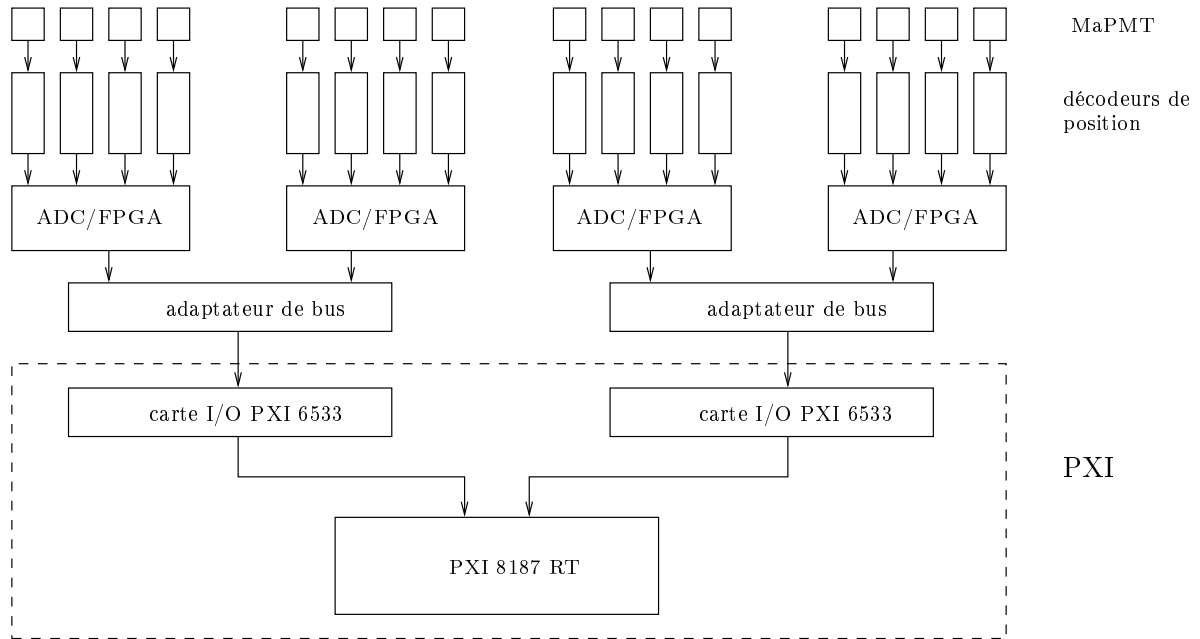 MaPMT
décodeurs de
position
ADC/FPGA
ADC/FPGA
ADC/FPGA
ADC/FPGA
adaptateur de bus
adaptateur de bus
carte I/O PXI 6533
carte I/O PXI 6533
PXI
PXI 8187 RT